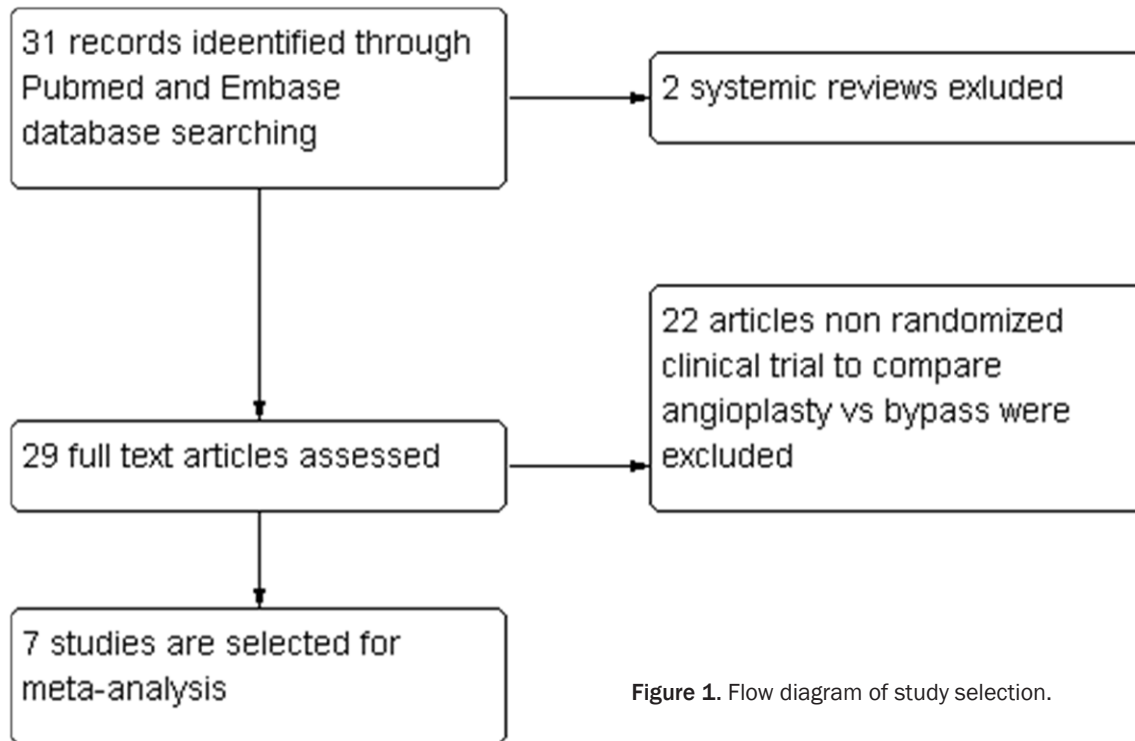 31 records ideentified through
Pubmed and Embase
database searching
2 systemic reviews exluded
22 articles non randomized
clinical trial to compare
angioplasty vs bypass were
excluded
29 full text articles assessed
7 studies are selected for
meta-analysis
Figure 1. Flow diagram of study selection.